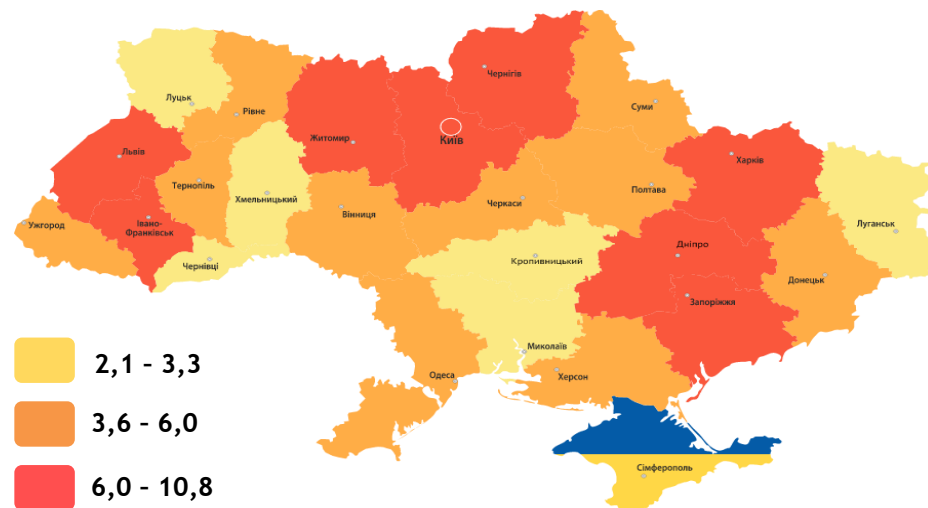 Чернігів
Луцьк
Рівне
Суми
Житомир
Київ
Львів
Харків
Тернопіль
Хмельницький
Полтава
Вінниця
Черкаси
Ужгород
Івано-
Франківськ
Луганськ
Чернівці
Кропивницький
Дніпро
Донецьк
Запоріжжя
Миколаїв
Одеса
Херсон
Сімферополь
2,1 – 3,3
3,6 – 6,0
6,0 – 10,8